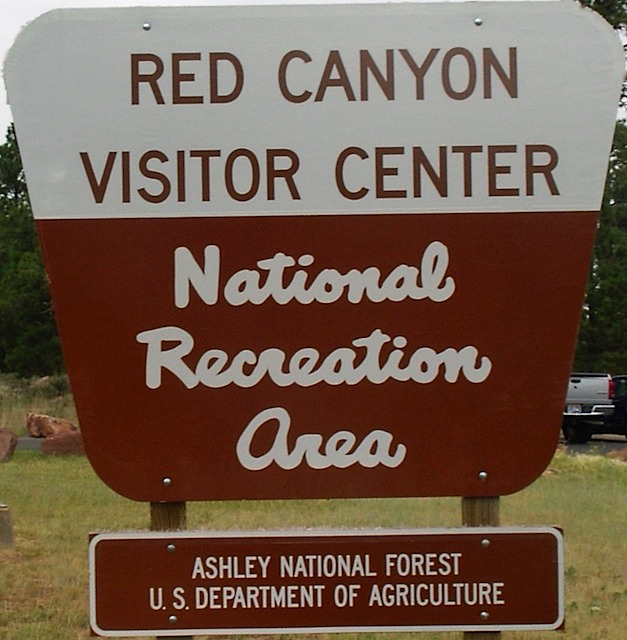 RED CANYON
VISITOR CENTER
National
Recreation
Area
ASHLEY NATIONAL FOREST
U. S. DEPARTMENT OF AGRICULTURE